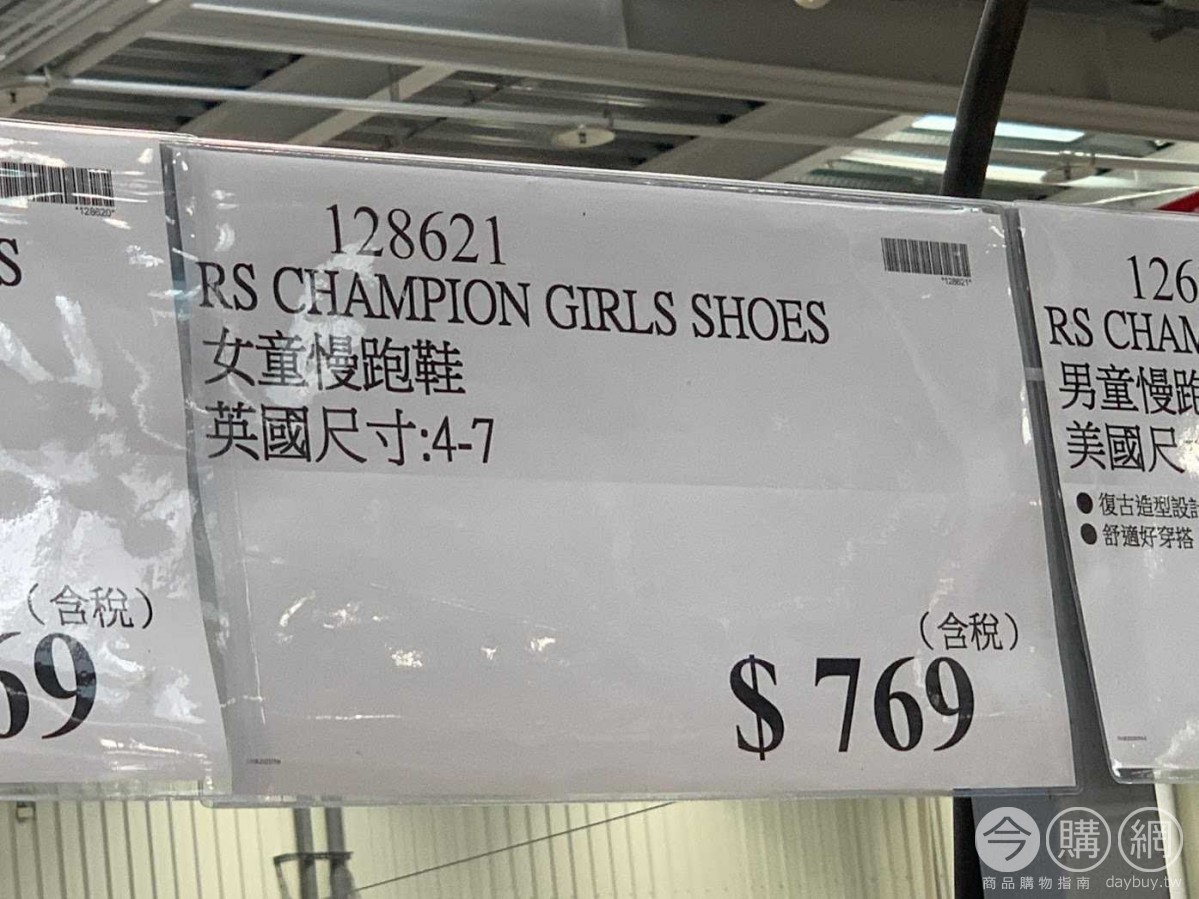 *128620*
S
(含稅)
69
128621
*128621*
RS CHAMPION GIRLS SHOES
女童慢跑鞋
英國尺寸:4-7
(含稅)
$ 769
126
RS CHAM
男童慢跑
美國尺
●復古造型設計
●舒適好穿搭
今購網
商品購物指南 daybuy.tw